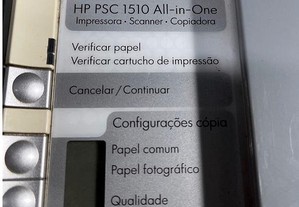 HP PSC 1510 All-in-One
Impressora • Scanner • Copiadora
Verificar papel
Verificar cartucho de impressão
Cancelar/Continuar
Configurações cópia
Papel comum
Papel fotográfico
Qualidade